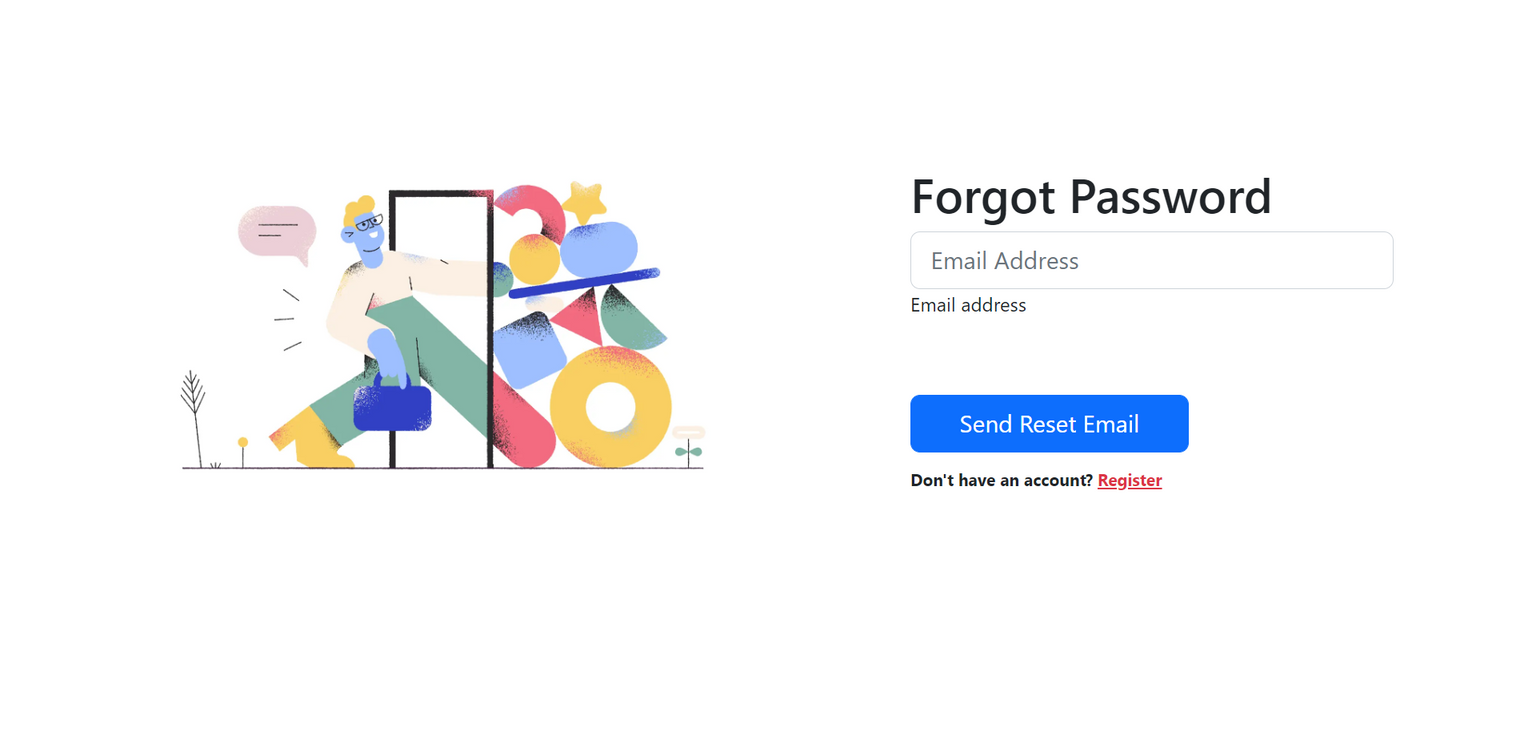 Forgot Password
Email Address
Email address
Send Reset Email
Don't have an account? Register